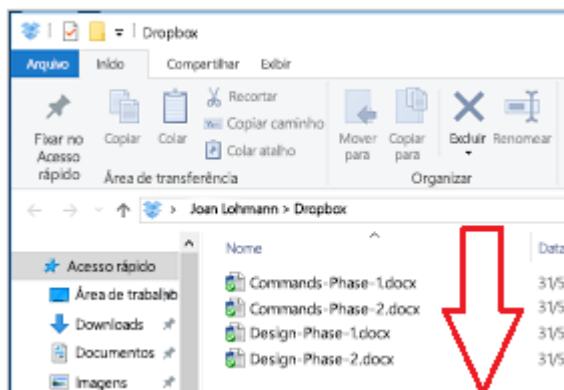 Dropbox
Arquivo Início Compartilhar Exibir
Fixar no Acesso rápido
Copiar
Colar
Recortar
Copiar caminho
Colar atalho
Área de transferência
Mover para
Copiar para
Excluir
Renomear
Organizar
Joan Lohmann > Dropbox
Nome
Data
Acesso rápido
Área de trabalho
Downloads
Documentos
Imagens
Commands-Phase-1.docx
31/5
Commands-Phase-2.docx
31/5
Design-Phase-1.docx
31/5
Design-Phase-2.docx
31/5